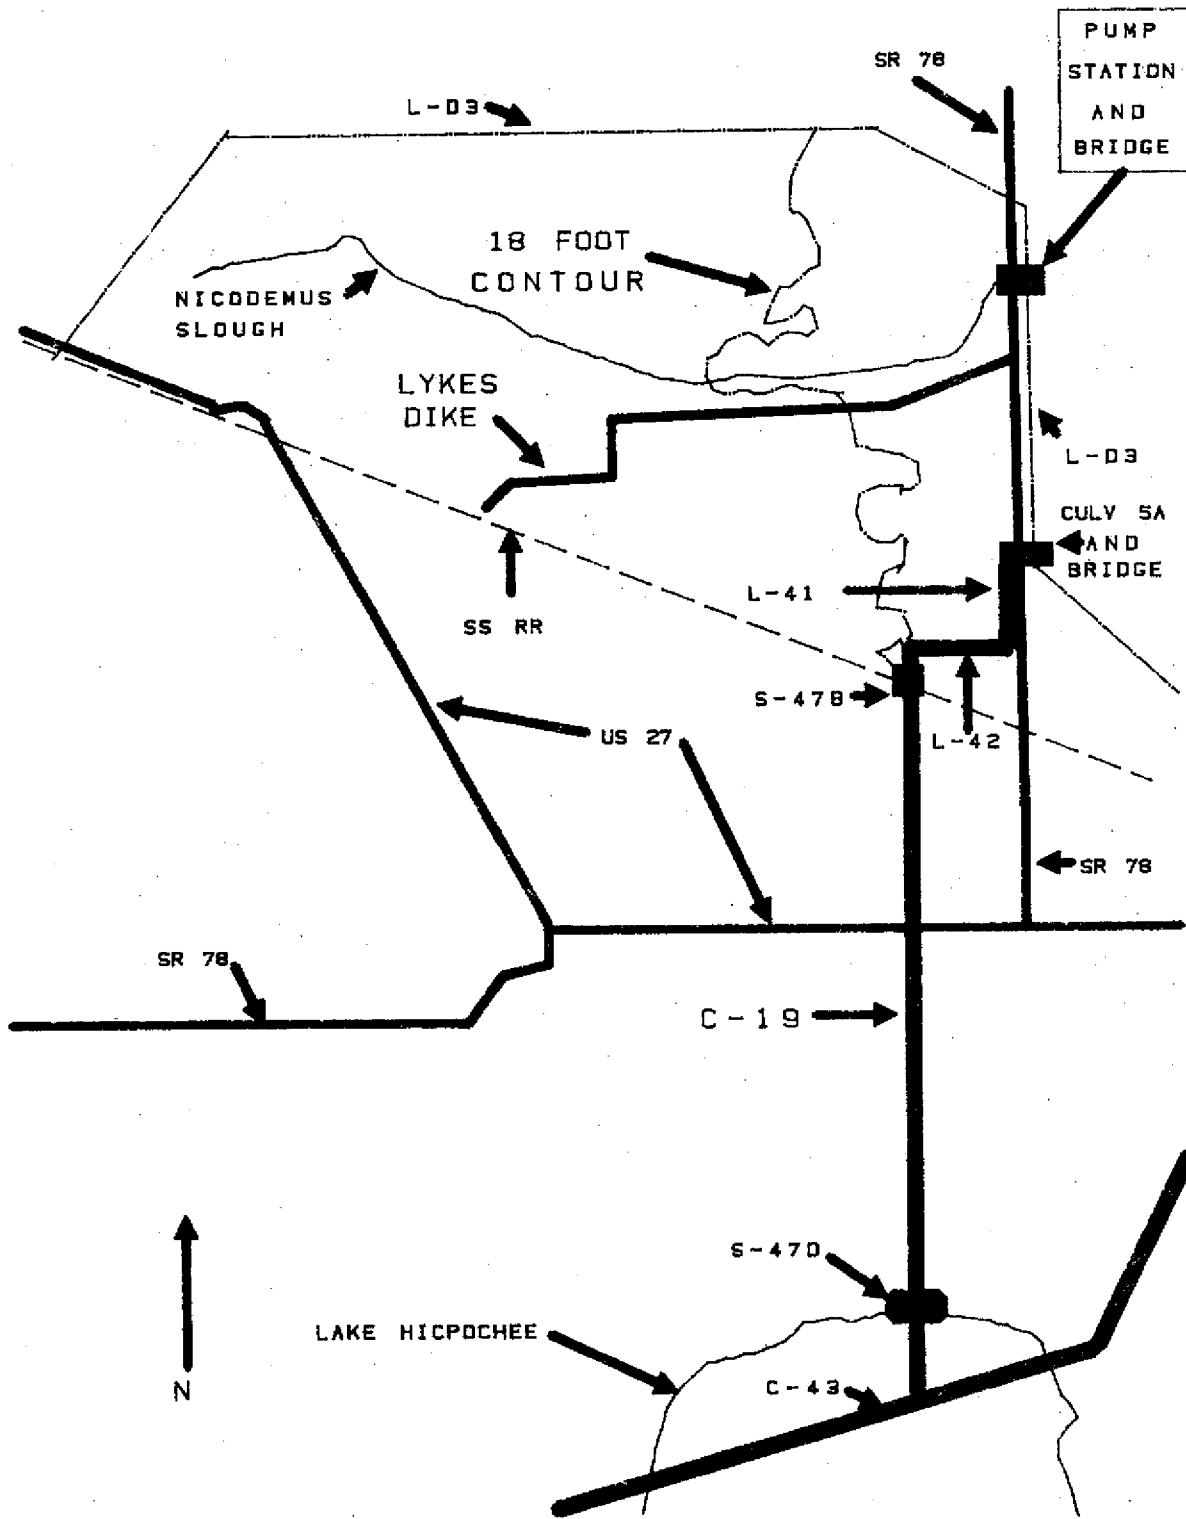 SR 78
PUMP
STATION
AND
BRIDGE
L-D3
18 FOOT
CONTOUR
NICODEMUS
SLOUGH
LYKES
DIKE
L-D3
CULV 5A
AND
BRIDGE
L-41
SS RR
S-47B
L-42
US 27
SR 78
SR 78
C-19
S-47D
LAKE HICPOCHEE
C-43
N